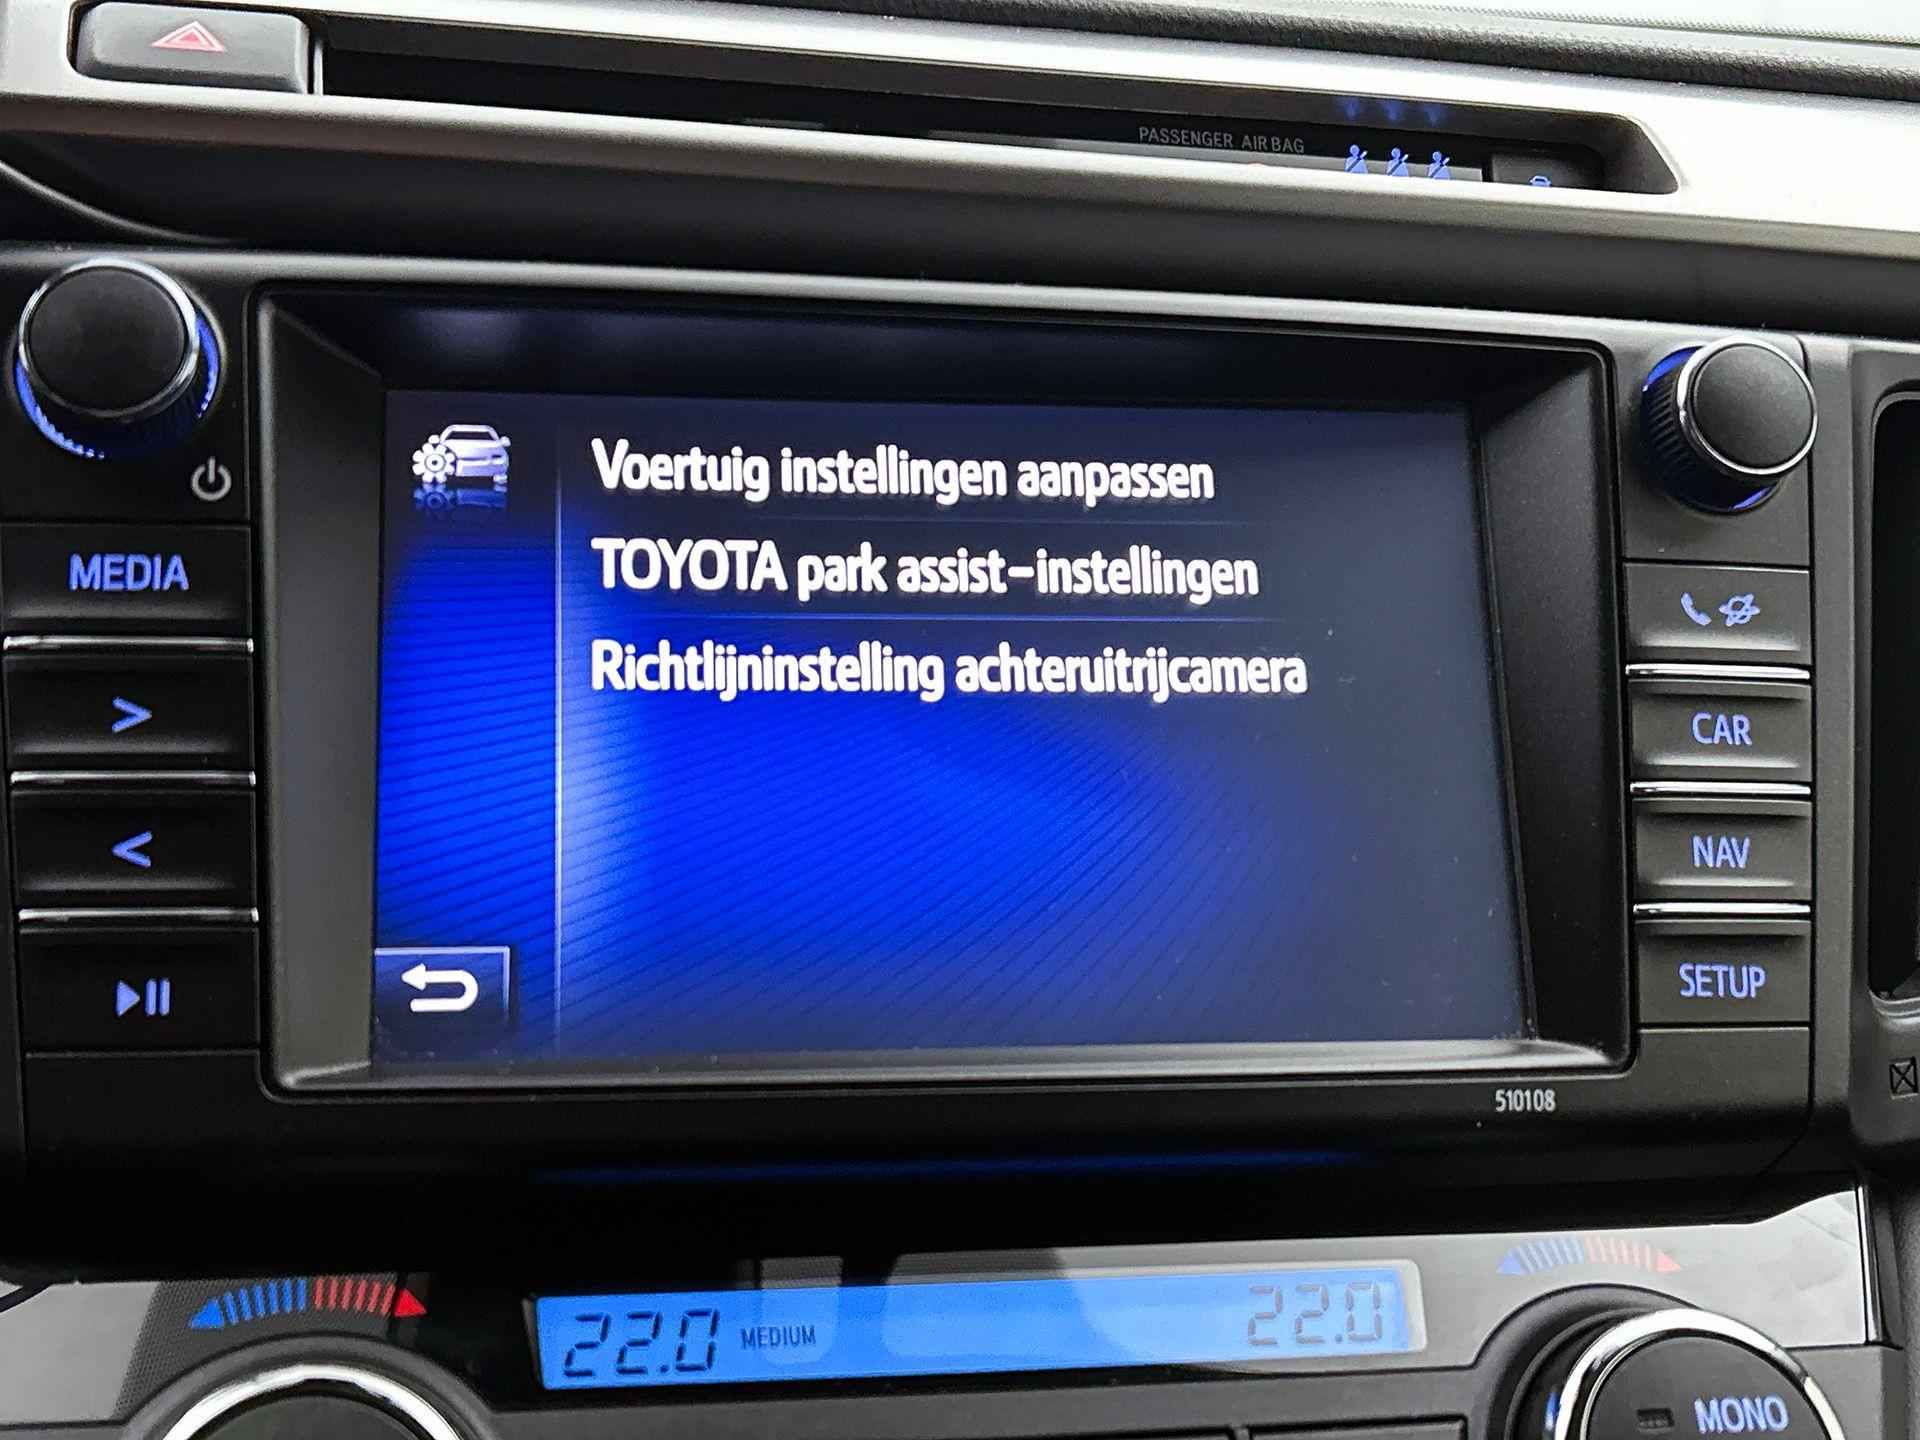 PASSENGER AIR BAG
Voertuig instellingen aanpassen
TOYOTA park assist-instellingen
Richtlijninstelling achteruitrijcamera
MEDIA
>
<
CAR
NAV
SETUP
510108
22.0 MEDIUM 22.0
MONO